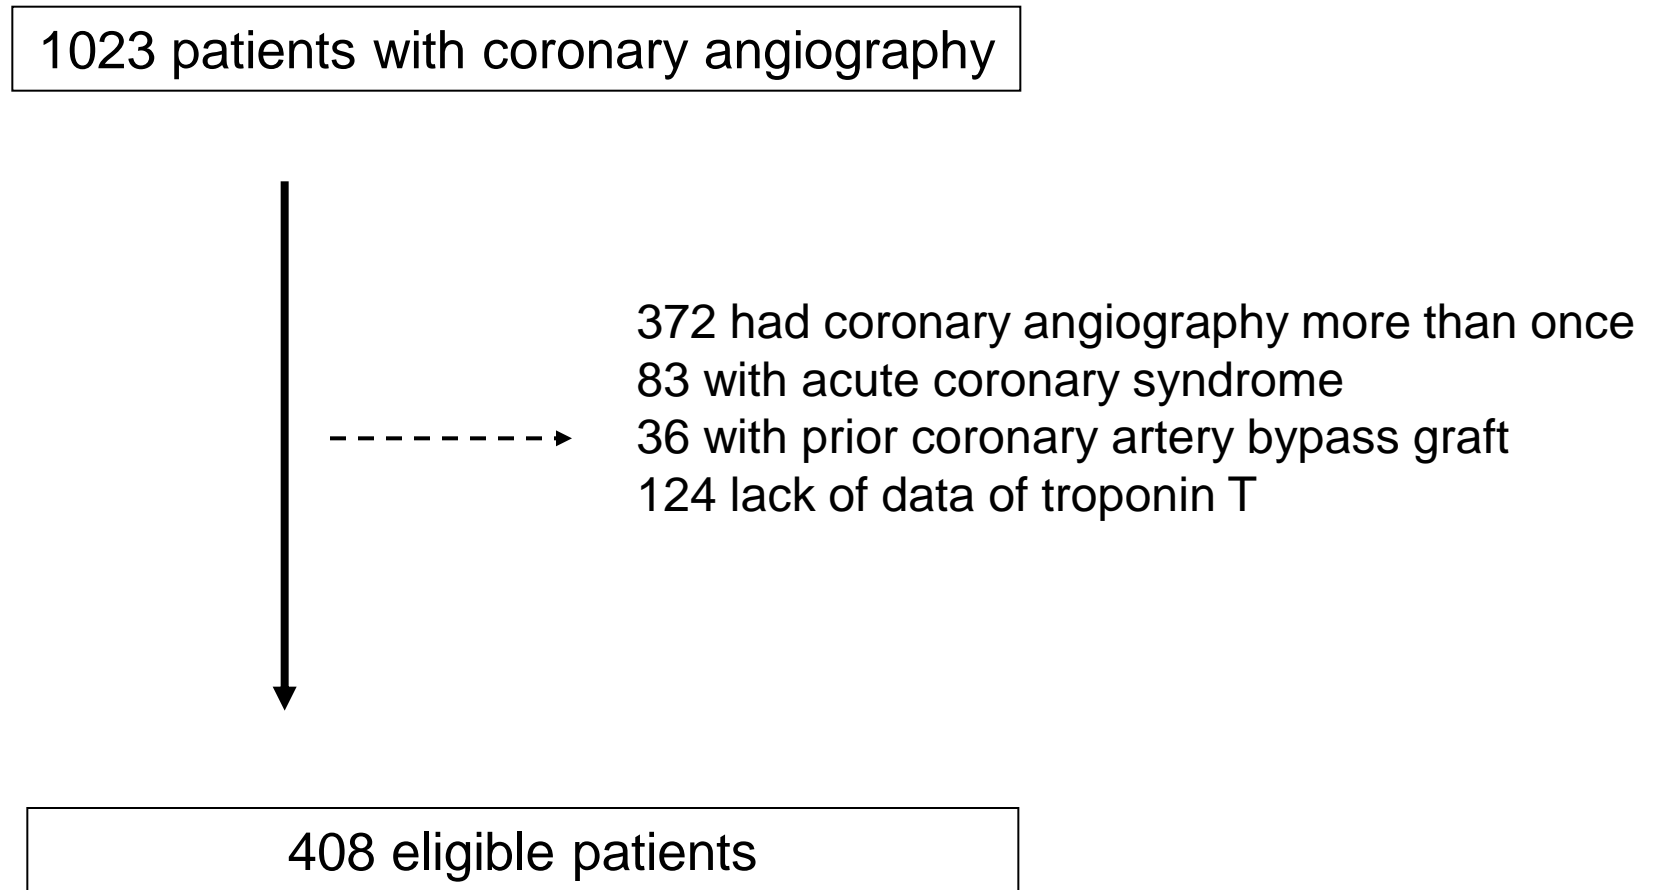 1023 patients with coronary angiography
372 had coronary angiography more than once
83 with acute coronary syndrome
36 with prior coronary artery bypass graft
124 lack of data of troponin T
408 eligible patients